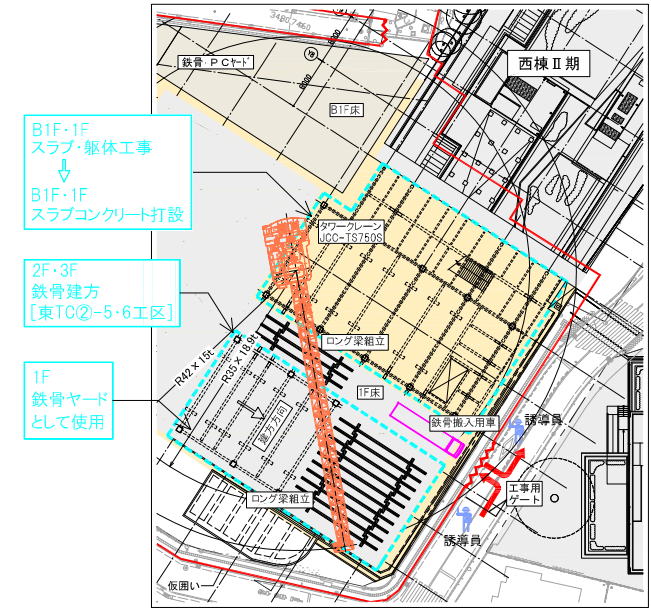 3480.7460
鉄骨・ＰＣヤード
西棟Ⅱ期
B1F床
B1F・1F
スラブ・躯体工事
⇩
B1F・1F
スラブコンクリート打設
タワークレーン
JCC-TS750S
2F・3F
鉄骨建方
[東TC②-5・6工区]
ロング梁組立
R42×15t
R35×18.9t
1F
鉄骨ヤード
として使用
1F床
建方方向
鉄骨搬入用車
誘導員
ロング梁組立
工事用
ゲート
誘導員
仮囲い